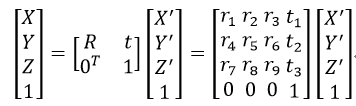 [X Y Z 1] = [R t 0^T 1] [X' Y' Z' 1] = [r₁ r₂ r₃ t₁ r₄ r₅ r₆ t₂ r₇ r₈ r₉ t₃ 0 0 0 1] [X' Y' Z' 1]